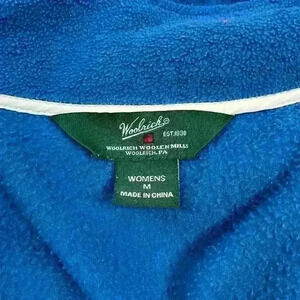 Woolrich®
EST.1830
WOOLRICH WOOLEN MILLS
WOOLRICH, PA
WOMENS
M
MADE IN CHINA